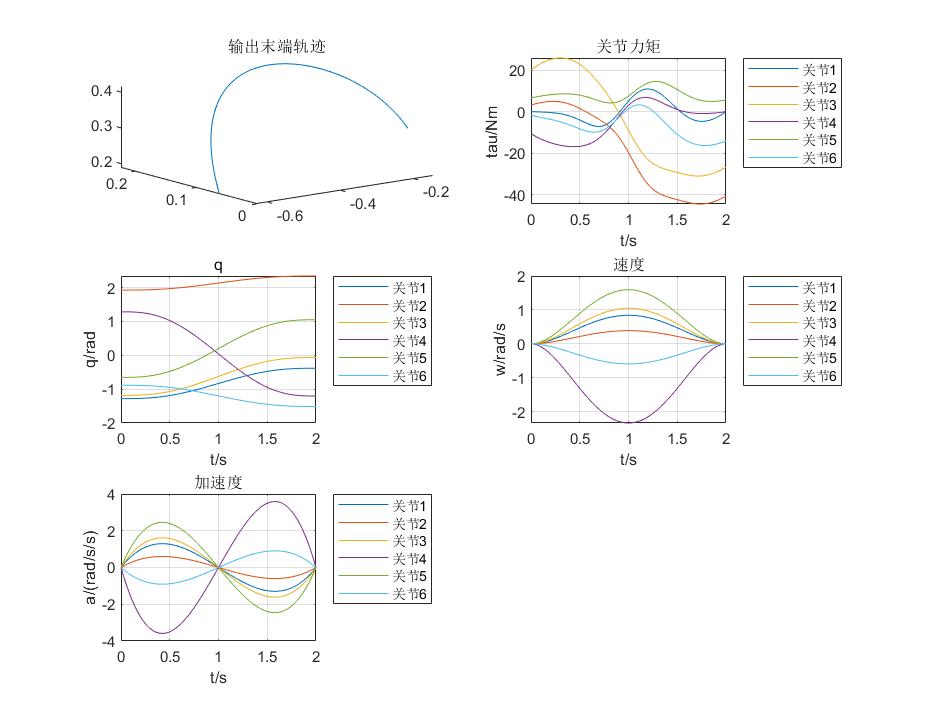 输出末端轨迹
0.4
0.3
0.2
0.2
0.1
0
-0.6
-0.4
-0.2
关节力矩
tau/Nm
20
0
-20
-40
0 0.5 1 1.5 2
t/s
关节1
关节2
关节3
关节4
关节5
关节6
q
q/rad
2
1
0
-1
-2
0 0.5 1 1.5 2
t/s
关节1
关节2
关节3
关节4
关节5
关节6
速度
w/rad/s
2
1
0
-1
-2
0 0.5 1 1.5 2
t/s
关节1
关节2
关节3
关节4
关节5
关节6
加速度
a/(rad/s/s)
4
2
0
-2
-4
0 0.5 1 1.5 2
t/s
关节1
关节2
关节3
关节4
关节5
关节6